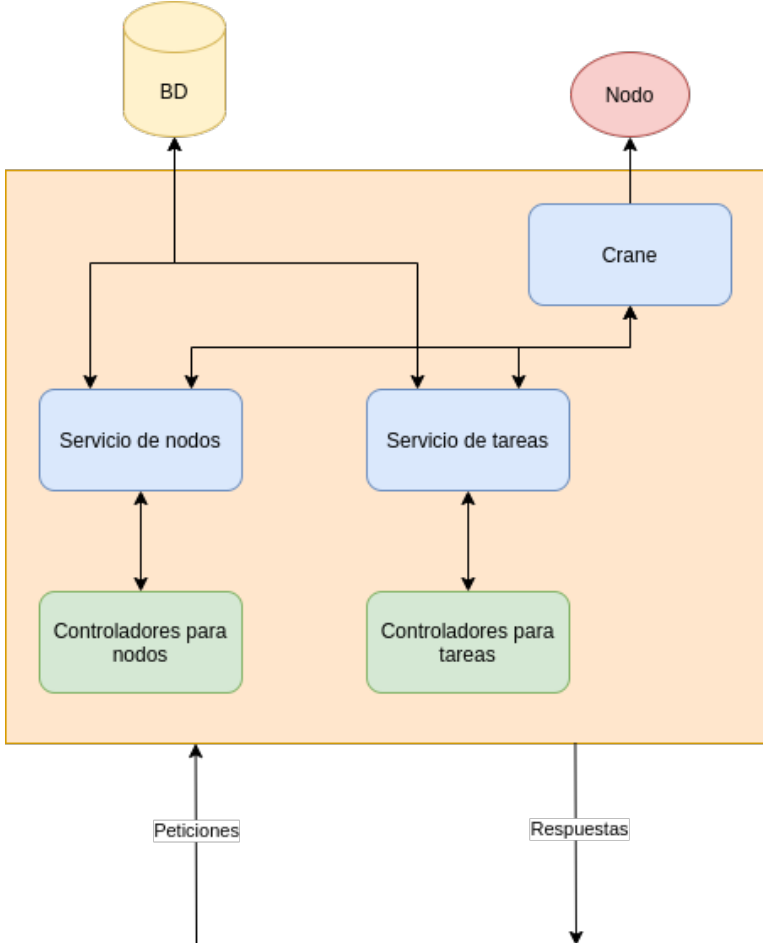 BD
Nodo
Crane
Servicio de nodos
Servicio de tareas
Controladores para
nodos
Controladores para
tareas
Peticiones
Respuestas